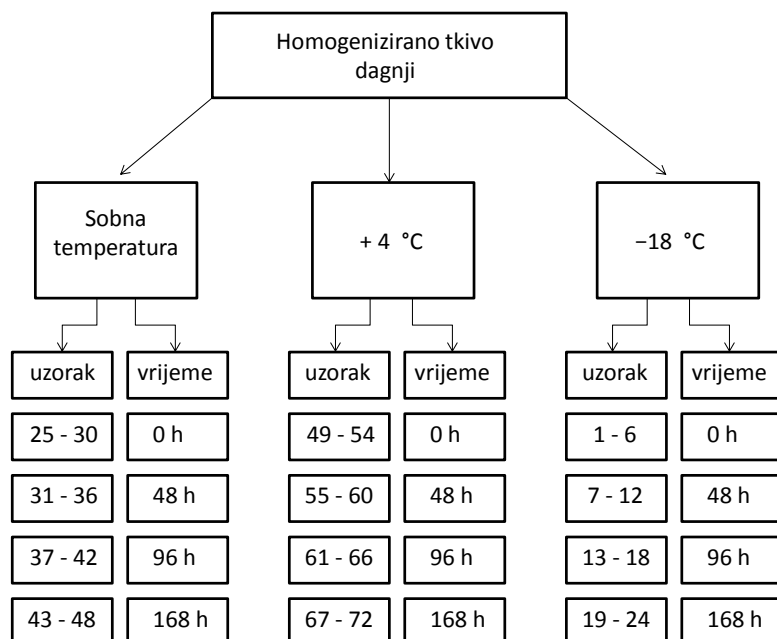 Homogenizirano tkivo
dagnji
Sobna
temperatura
+ 4 °C
−18 °C
uzorak
vrijeme
uzorak
vrijeme
uzorak
vrijeme
25 - 30
0 h
49 - 54
0 h
1 - 6
0 h
31 - 36
48 h
55 - 60
48 h
7 - 12
48 h
37 - 42
96 h
61 - 66
96 h
13 - 18
96 h
43 - 48
168 h
67 - 72
168 h
19 - 24
168 h